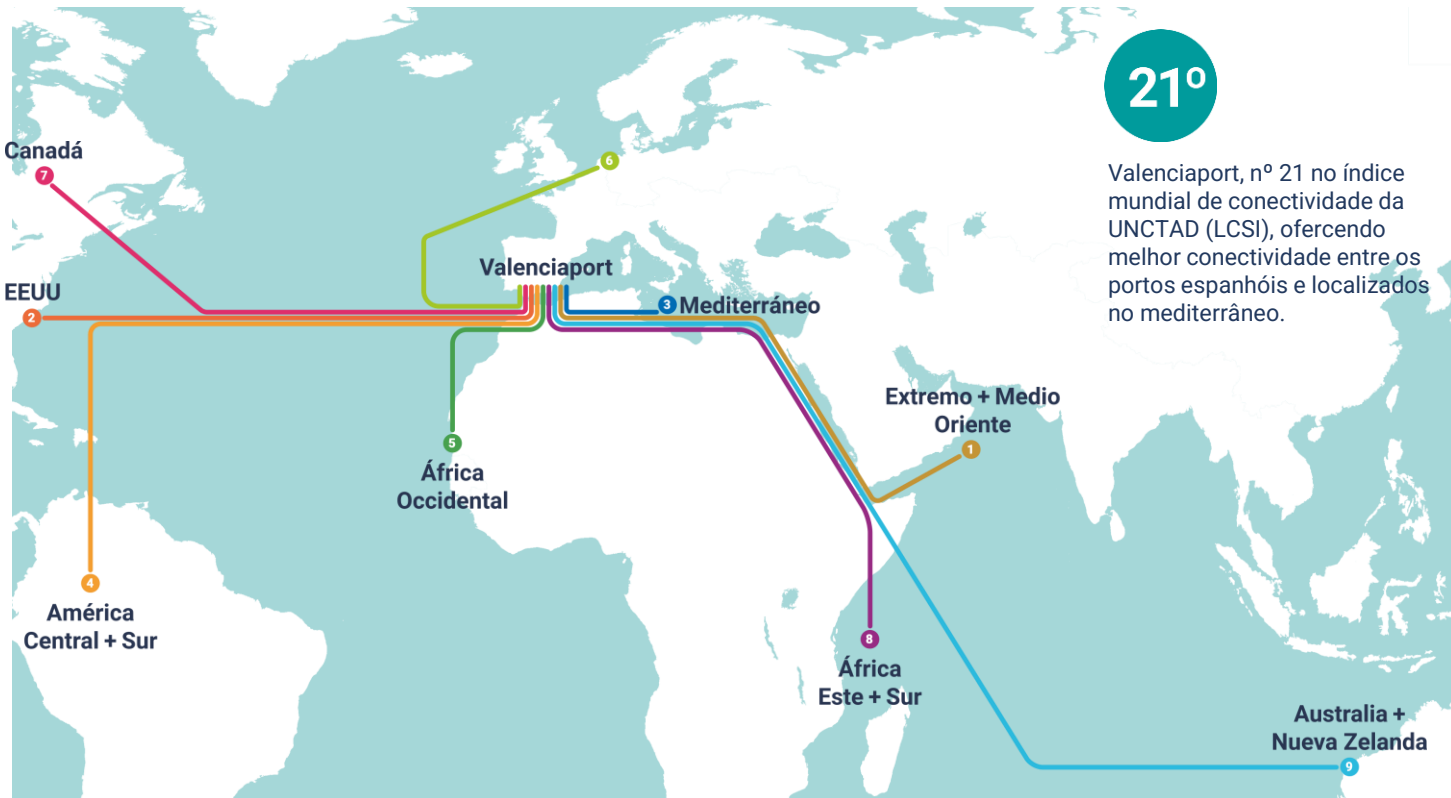 21º
Valenciaport, nº 21 no índice
mundial de conectividade da
UNCTAD (LCSI), ofercendo
melhor conectividade entre os
portos espanhóis e localizados
no mediterrâneo.
Canadá
7
6
Valenciaport
EEUU
2
3 Mediterráneo
Extremo + Medio
Oriente
1
5
África
Occidental
4
América
Central + Sur
8
África
Este + Sur
Australia +
Nueva Zelanda
9